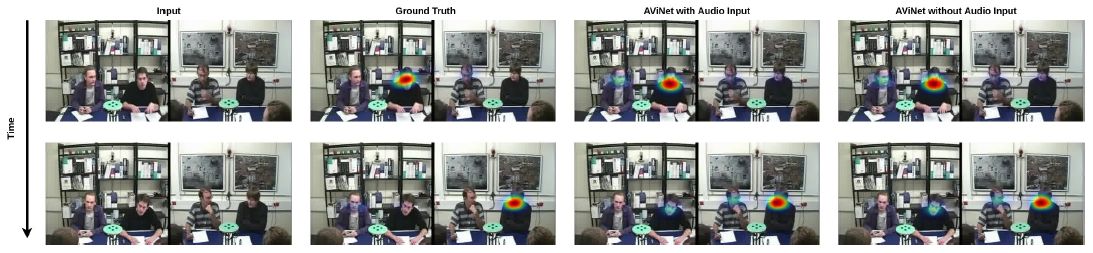 Input
Ground Truth
AViNet with Audio Input
AViNet without Audio Input
Time